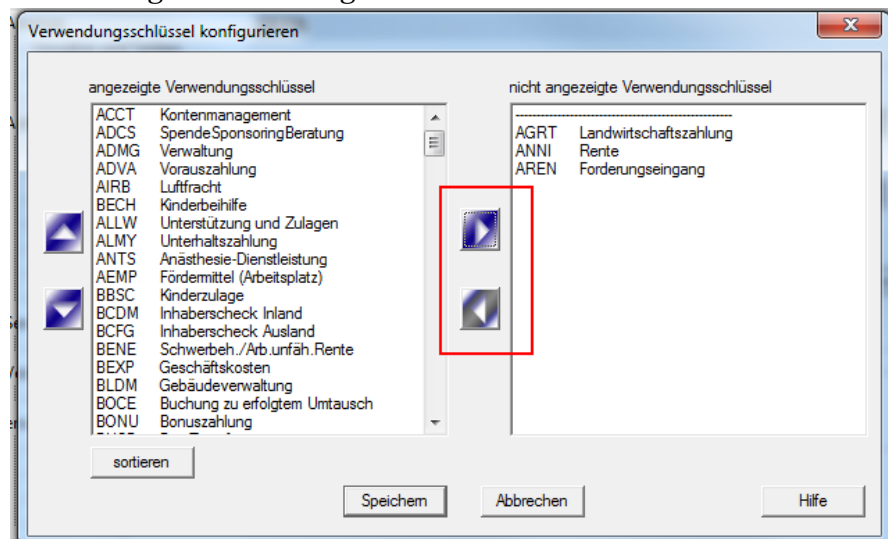 Verwendungsschlüssel konfigurieren
angezeigte Verwendungsschlüssel
ACCT Kontenmanagement
ADCS SpendeSponsoringBeratung
ADMG Verwaltung
ADVA Vorauszahlung
AIRB Luftfracht
BECH Kinderbeihilfe
ALLW Unterstützung und Zulagen
ALMY Unterhaltszahlung
ANTS Anästhesie-Dienstleistung
AEMP Fördermittel (Arbeitsplatz)
BBSC Kinderzulage
BCDM Inhaberscheck Inland
BCFG Inhaberscheck Ausland
BENE Schwerbeh./Arb.unfäh.Rente
BEXP Geschäftskosten
BLDM Gebäudeverwaltung
BOCE Buchung zu erfolgtem Umtausch
BONU Bonuszahlung
nicht angezeigte Verwendungsschlüssel
------------------------------------------------------
AGRT Landwirtschaftszahlung
ANNI Rente
AREN Forderungseingang
sortieren
Speichern
Abbrechen
Hilfe